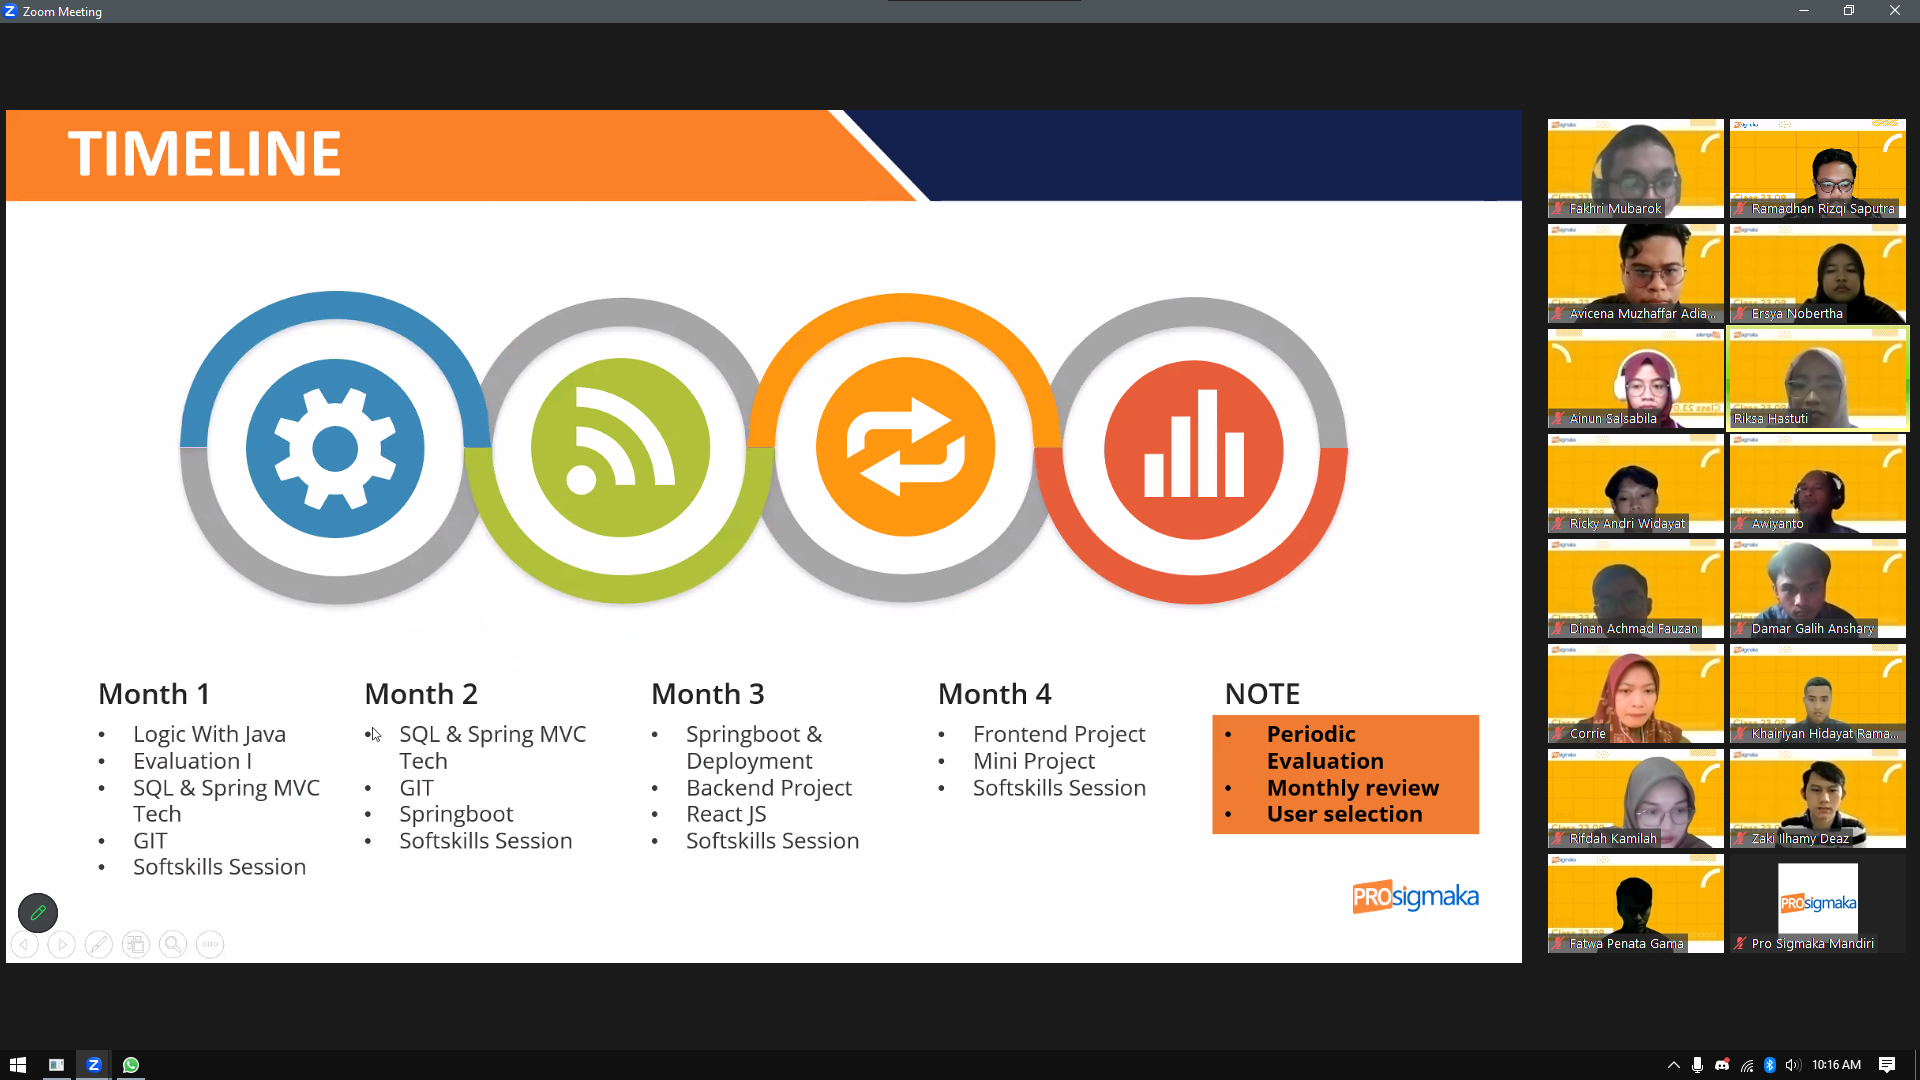 Zoom Meeting
TIMELINE
Month 1
• Logic With Java
• Evaluation I
• SQL & Spring MVC
Tech
• GIT
• Softskills Session
Month 2
• SQL & Spring MVC
Tech
• GIT
• Springboot
• Softskills Session
Month 3
• Springboot &
Deployment
• Backend Project
• React JS
• Softskills Session
Month 4
• Frontend Project
• Mini Project
• Softskills Session
NOTE
• Periodic
Evaluation
• Monthly review
• User selection
PROsigmaka
Fakhri Mubarok
Ramadhan Rizqi Saputra
Avicena Muzhaffar Adia...
Ersya Nobertha
Ainun Salsabila
Riksa Hastuti
Ricky Andri Widayat
Awiyanto
Dinan Achmad Fauzan
Damar Galih Anshary
Corrie
Khairiyan Hidayat Rama...
Rifdah Kamilah
Zaki Ilhamy Deaz
Fatwa Penata Gama
PROsigmaka
Pro Sigmaka Mandiri
10:16 AM